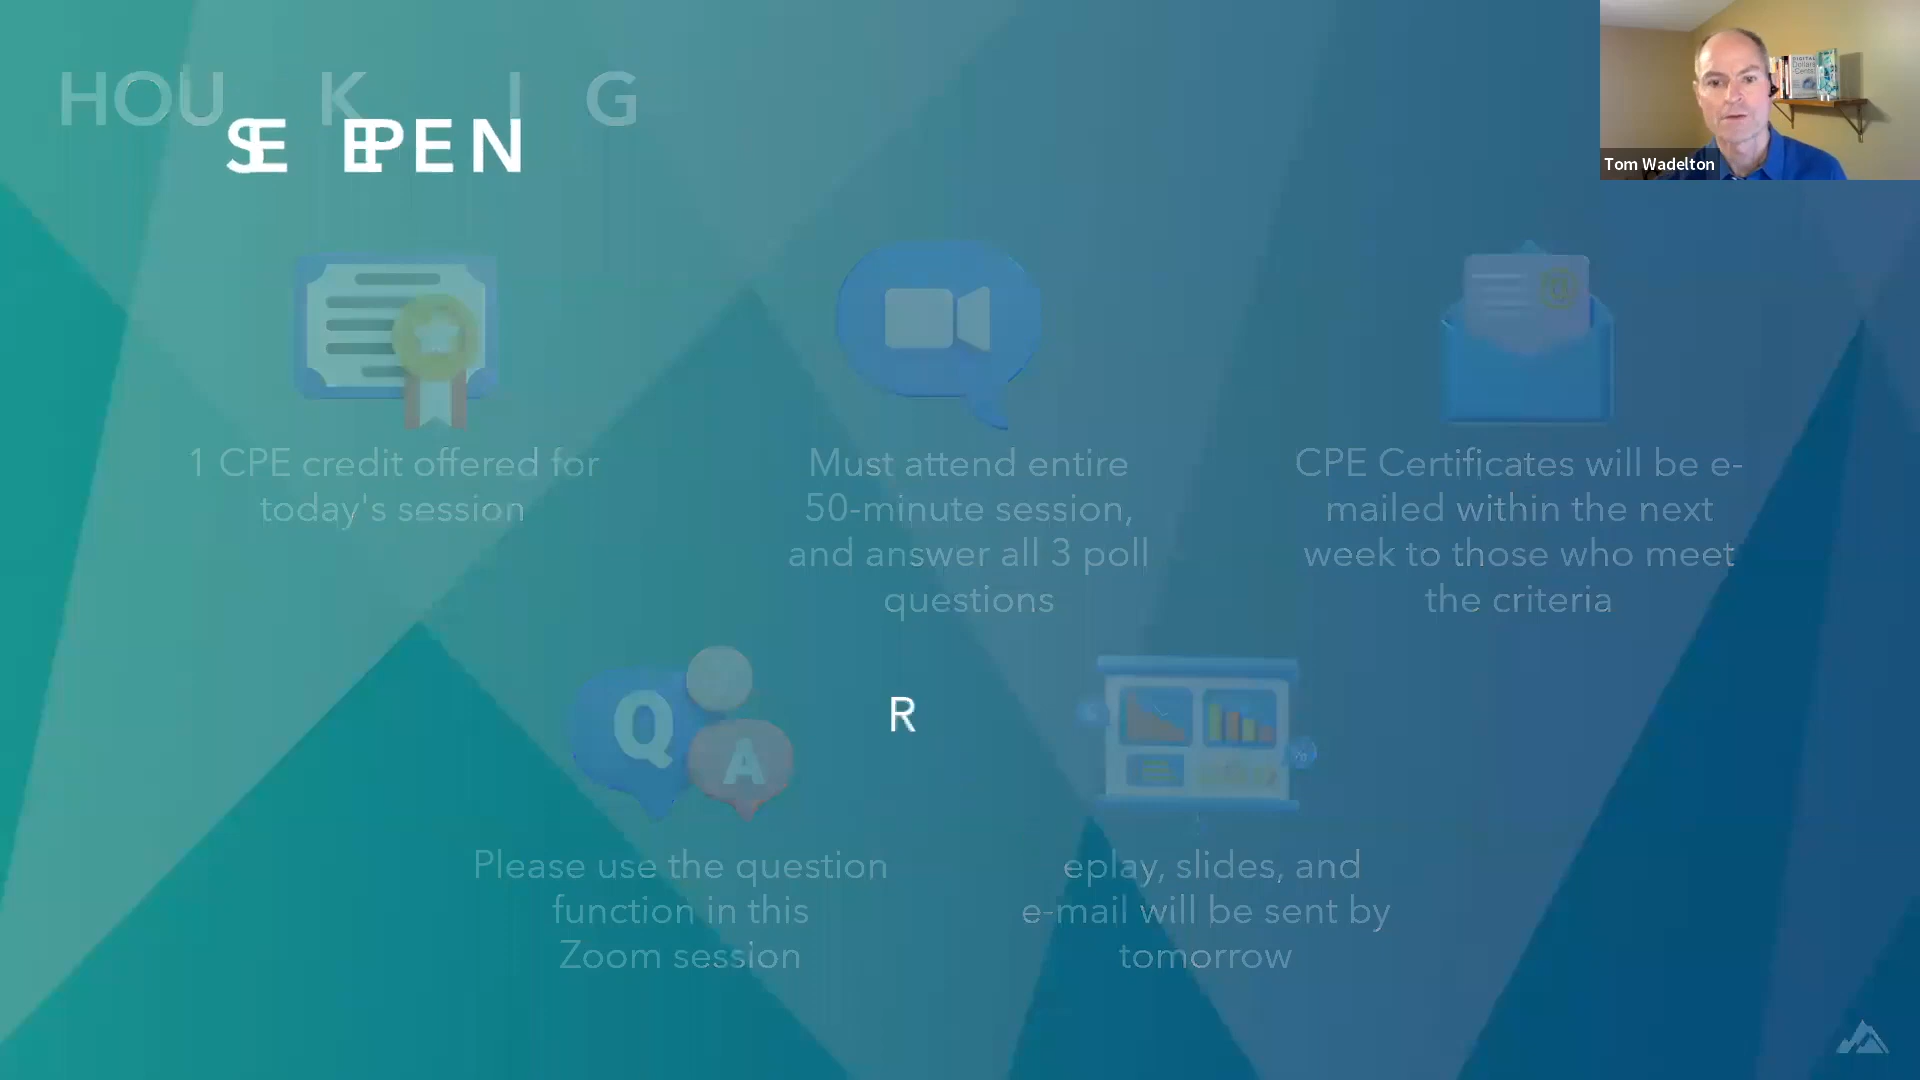 HOU K I G
SE EPEN
Tom Wadelton
1 CPE credit offered for
today's session
Must attend entire
50-minute session,
and answer all 3 poll
questions
CPE Certificates will be e-
mailed within the next
week to those who meet
the criteria
Q
A
R
Please use the question
function in this
Zoom session
eplay, slides, and
e-mail will be sent by
tomorrow